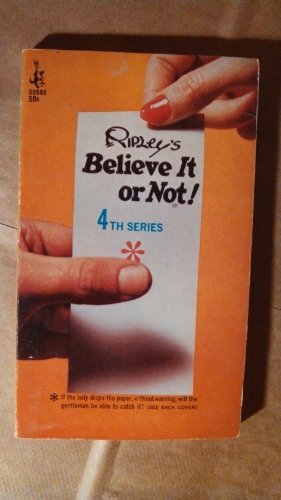 50590
50¢
RIPLEY'S
Believe It
or Not!
®
4TH SERIES
*
* If the lady drops the paper, without warning, will the
gentleman be able to catch it? (SEE BACK COVER)